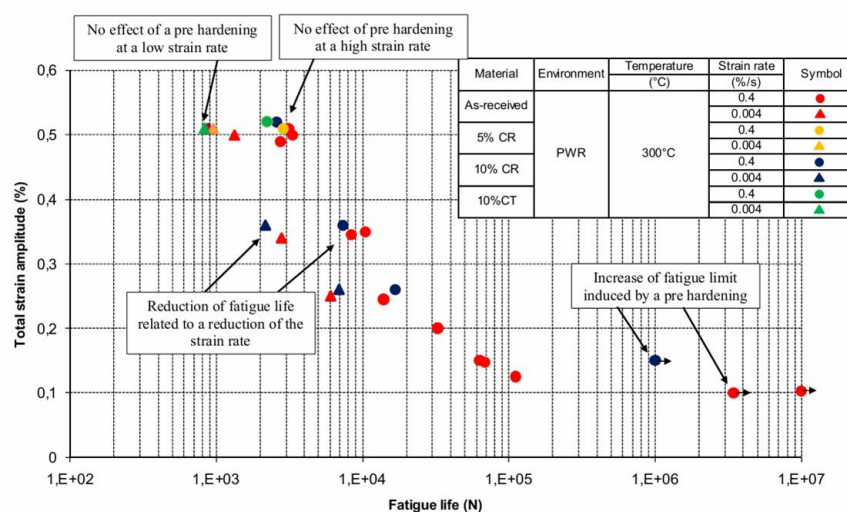 No effect of a pre hardening
at a low strain rate
No effect of pre hardening
at a high strain rate
Material Environment Temperature Strain rate Symbol
(°C) (%/s)
As-received PWR 300°C 0.4
0.004
5% CR 0.4
0.004
10% CR 0.4
0.004
10%CT 0.4
0.004
Total strain amplitude (%)
0,6
0,5
0,4
0,3
0,2
0,1
0
Reduction of fatigue life
related to a reduction of the
strain rate
Increase of fatigue limit
induced by a pre hardening
1,E+02 1,E+03 1,E+04 1,E+05 1,E+06 1,E+07
Fatigue life (N)